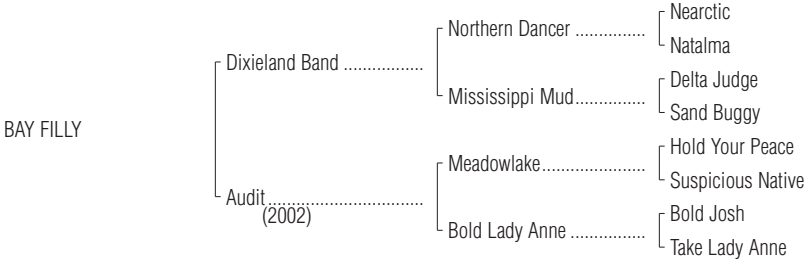 Nearctic
Northern Dancer ...............
Natalma
Dixieland Band .................
Delta Judge
Mississippi Mud...............
Sand Buggy
BAY FILLY
Hold Your Peace
Meadowlake......................
Suspicious Native
Audit.................................
(2002)
Bold Josh
Bold Lady Anne ................
Take Lady Anne